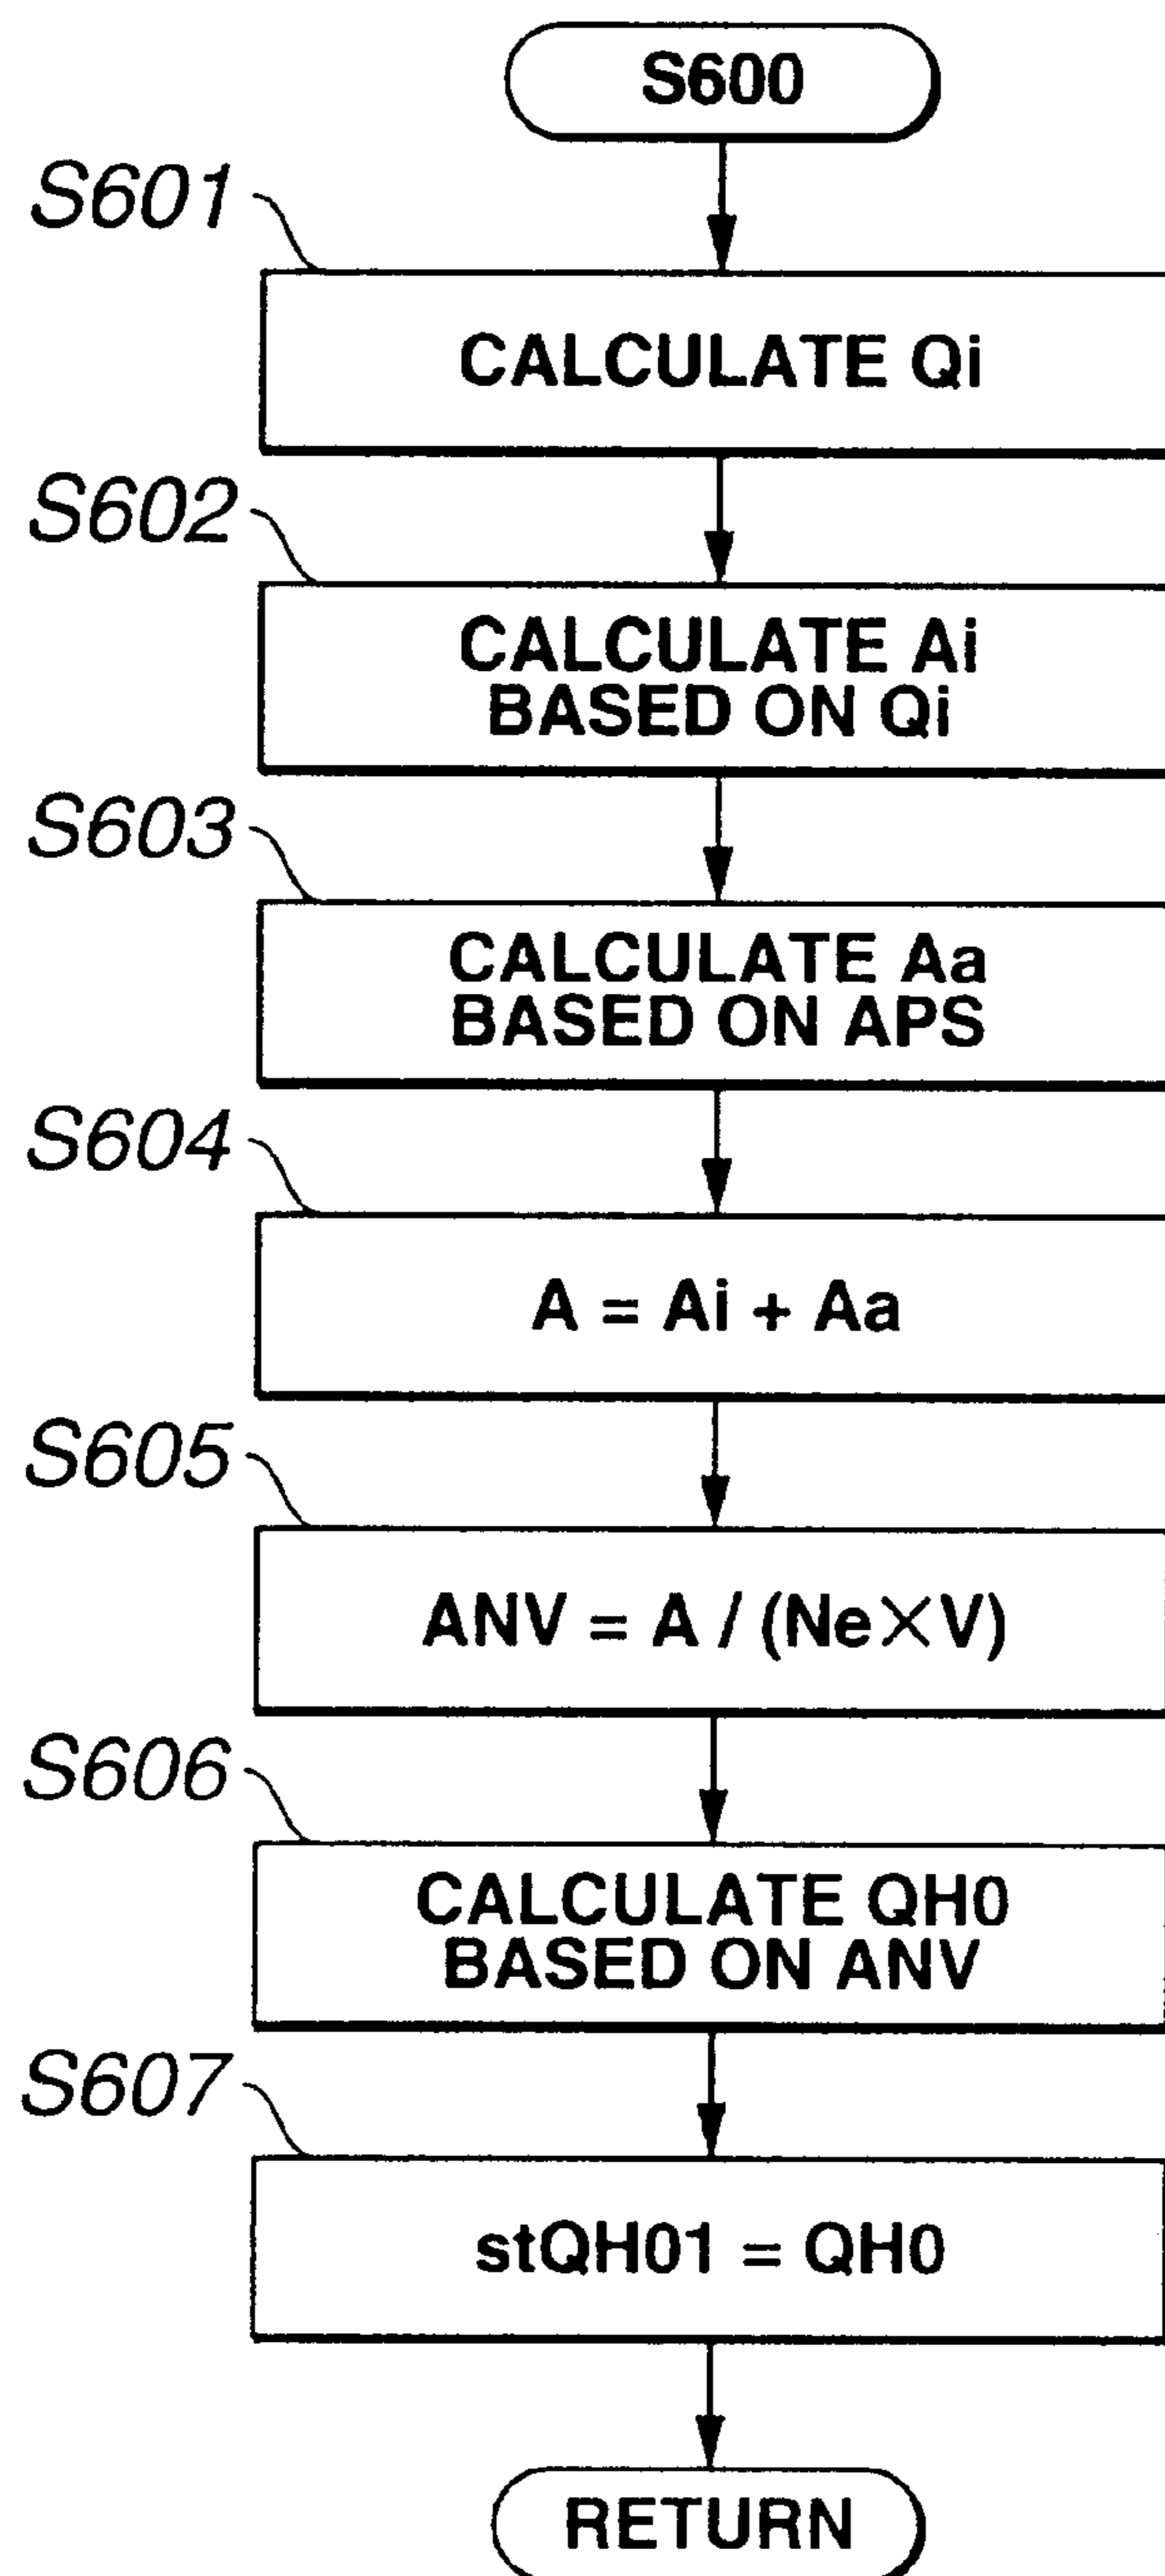 S600
S601
CALCULATE Qi
S602
CALCULATE Ai
BASED ON Qi
S603
CALCULATE Aa
BASED ON APS
S604
A = Ai + Aa
S605
ANV = A / (Ne×V)
S606
CALCULATE QH0
BASED ON ANV
S607
stQH01 = QH0
RETURN